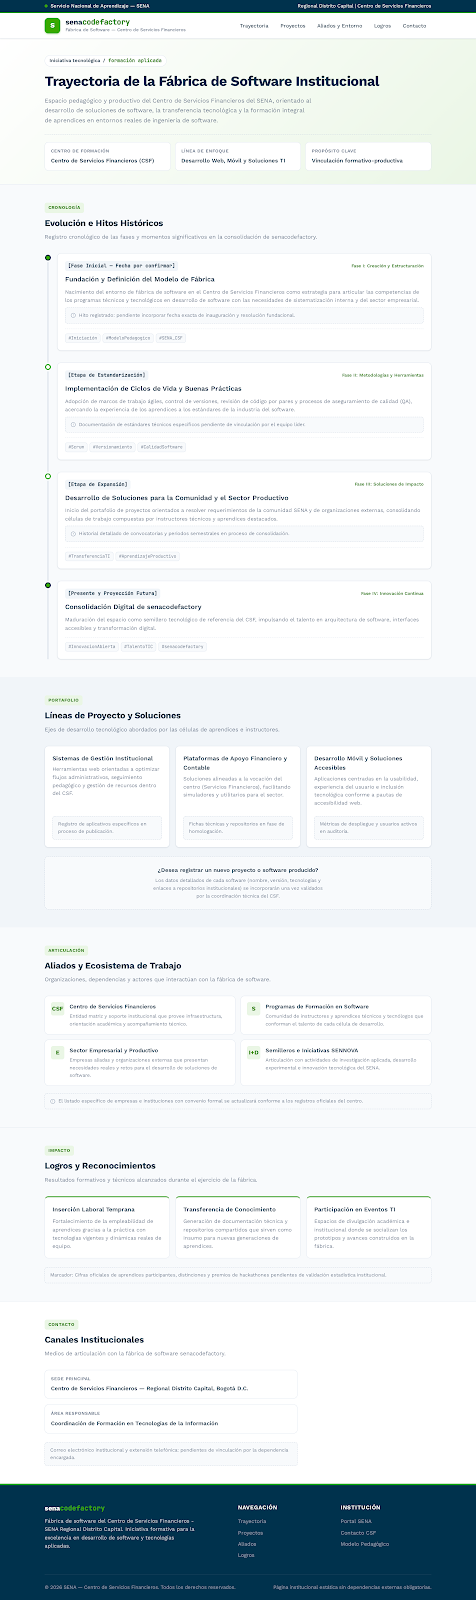 Servicio Nacional de Aprendizaje — SENA
Regional Distrito Capital | Centro de Servicios Financieros
S
senacodefactory
Fábrica de Software — Centro de Servicios Financieros
Trayectoria
Proyectos
Aliados y Entorno
Logros
Contacto
Iniciativa tecnológica / formación aplicada
Trayectoria de la Fábrica de Software Institucional
Espacio pedagógico y productivo del Centro de Servicios Financieros del SENA, orientado al
desarrollo de soluciones de software, la transferencia tecnológica y la formación integral
de aprendices en entornos reales de ingeniería de software.
CENTRO DE FORMACIÓN
Centro de Servicios Financieros (CSF)
LÍNEA DE ENFOQUE
Desarrollo Web, Móvil y Soluciones TI
PROPÓSITO CLAVE
Vinculación formativo-productiva
CRONOLOGÍA
Evolución e Hitos Históricos
Registro cronológico de las fases y momentos significativos en la consolidación de senacodefactory.
[Fase Inicial — Fecha por confirmar]
Fase I: Creación y Estructuración
Fundación y Definición del Modelo de Fábrica
Nacimiento del entorno de fábrica de software en el Centro de Servicios Financieros como estrategia para articular las competencias de
los programas técnicos y tecnológicos en desarrollo de software con las necesidades de sistematización interna y del sector empresarial.
Hito registrado: pendiente incorporar fecha exacta de inauguración y resolución fundacional.
#Iniciación
#ModeloPedagogico
#SENA_CSF
[Etapa de Estandarización]
Fase II: Metodologías y Herramientas
Implementación de Ciclos de Vida y Buenas Prácticas
Adopción de marcos de trabajo ágiles, control de versiones, revisión de código por pares y procesos de aseguramiento de calidad (QA),
acercando la experiencia de los aprendices a los estándares de la industria del software.
Documentación de estándares técnicos específicos pendiente de vinculación por el equipo líder.
#Scrum
#Versionamiento
#CalidadSoftware
[Etapa de Expansión]
Fase III: Soluciones de Impacto
Desarrollo de Soluciones para la Comunidad y el Sector Productivo
Inicio del portafolio de proyectos orientados a resolver requerimientos de la comunidad SENA y de organizaciones externas, consolidando
células de trabajo compuestas por instructores técnicos y aprendices destacados.
Historial detallado de convocatorias y periodos semestrales en proceso de consolidación.
#TransferenciaTI
#AprendizajeProductivo
[Presente y Proyección Futura]
Fase IV: Innovación Continua
Consolidación Digital de senacodefactory
Maduración del espacio como semillero tecnológico de referencia del CSF, impulsando el talento en arquitectura de software, interfaces
accesibles y transformación digital.
#InnovacionAbierta
#TalentoTIC
#senacodefactory
PORTAFOLIO
Líneas de Proyecto y Soluciones
Ejes de desarrollo tecnológico abordados por las células de aprendices e instructores.
Sistemas de Gestión Institucional
Herramientas web orientadas a optimizar
flujos administrativos, seguimiento
pedagógico y gestión de recursos dentro
del CSF.
Registro de aplicativos específicos en
proceso de publicación.
Plataformas de Apoyo Financiero y
Contable
Soluciones alineadas a la vocación del
centro (Servicios Financieros), facilitando
simuladores y utilitarios para el sector.
Fichas técnicas y repositorios en fase de
homologación.
Desarrollo Móvil y Soluciones
Accesibles
Aplicaciones centradas en la usabilidad,
experiencia del usuario e inclusión
tecnológica conforme a pautas de
accesibilidad web.
Métricas de despliegue y usuarios activos
en auditoría.
¿Desea registrar un nuevo proyecto o software producido?
Los datos detallados de cada software (nombre, versión, tecnologías y
enlaces a repositorios institucionales) se incorporarán una vez validados
por la coordinación técnica del CSF.
ARTICULACIÓN
Aliados y Ecosistema de Trabajo
Organizaciones, dependencias y actores que interactúan con la fábrica de software.
CSF
Centro de Servicios Financieros
Entidad matriz y soporte institucional que provee infraestructura,
orientación académica y acompañamiento técnico.
S
Programas de Formación en Software
Comunidad de instructores y aprendices técnicos y tecnólogos que
conforman el talento de cada célula de desarrollo.
E
Sector Empresarial y Productivo
Empresas aliadas y organizaciones externas que presentan
necesidades reales y retos para el desarrollo de soluciones de
software.
I+D
Semilleros e Iniciativas SENNOVA
Articulación con actividades de investigación aplicada, desarrollo
experimental e innovación tecnológica del SENA.
El listado específico de empresas e instituciones con convenio formal se actualizará conforme a los registros oficiales del centro.
IMPACTO
Logros y Reconocimientos
Resultados formativos y técnicos alcanzados durante el ejercicio de la fábrica.
Inserción Laboral Temprana
Fortalecimiento de la empleabilidad de
aprendices gracias a la práctica con
tecnologías vigentes y dinámicas reales de
equipo.
Transferencia de Conocimiento
Generación de documentación técnica y
repositorios compartidos que sirven como
insumo para nuevas generaciones de
aprendices.
Participación en Eventos TI
Espacios de divulgación académica e
institucional donde se socializan los
prototipos y avances construidos en la
fábrica.
Marcador: Cifras oficiales de aprendices participantes, distinciones y premios de hackathones pendientes de validación estadística institucional.
CONTACTO
Canales Institucionales
Medios de articulación con la fábrica de software senacodefactory.
SEDE PRINCIPAL
Centro de Servicios Financieros — Regional Distrito Capital, Bogotá D.C.
ÁREA RESPONSABLE
Coordinación de Formación en Tecnologías de la Información
Correo electrónico institucional y extensión telefónica: pendientes de vinculación por la dependencia
encargada.
senacodefactory
Fábrica de software del Centro de Servicios Financieros -
SENA Regional Distrito Capital. Iniciativa formativa para la
excelencia en desarrollo de software y tecnologías
aplicadas.
NAVEGACIÓN
Trayectoria
Proyectos
Aliados
Logros
INSTITUCIÓN
Portal SENA
Contacto CSF
Modelo Pedagógico
© 2026 SENA — Centro de Servicios Financieros. Todos los derechos reservados.
Página institucional estática sin dependencias externas obligatorias.